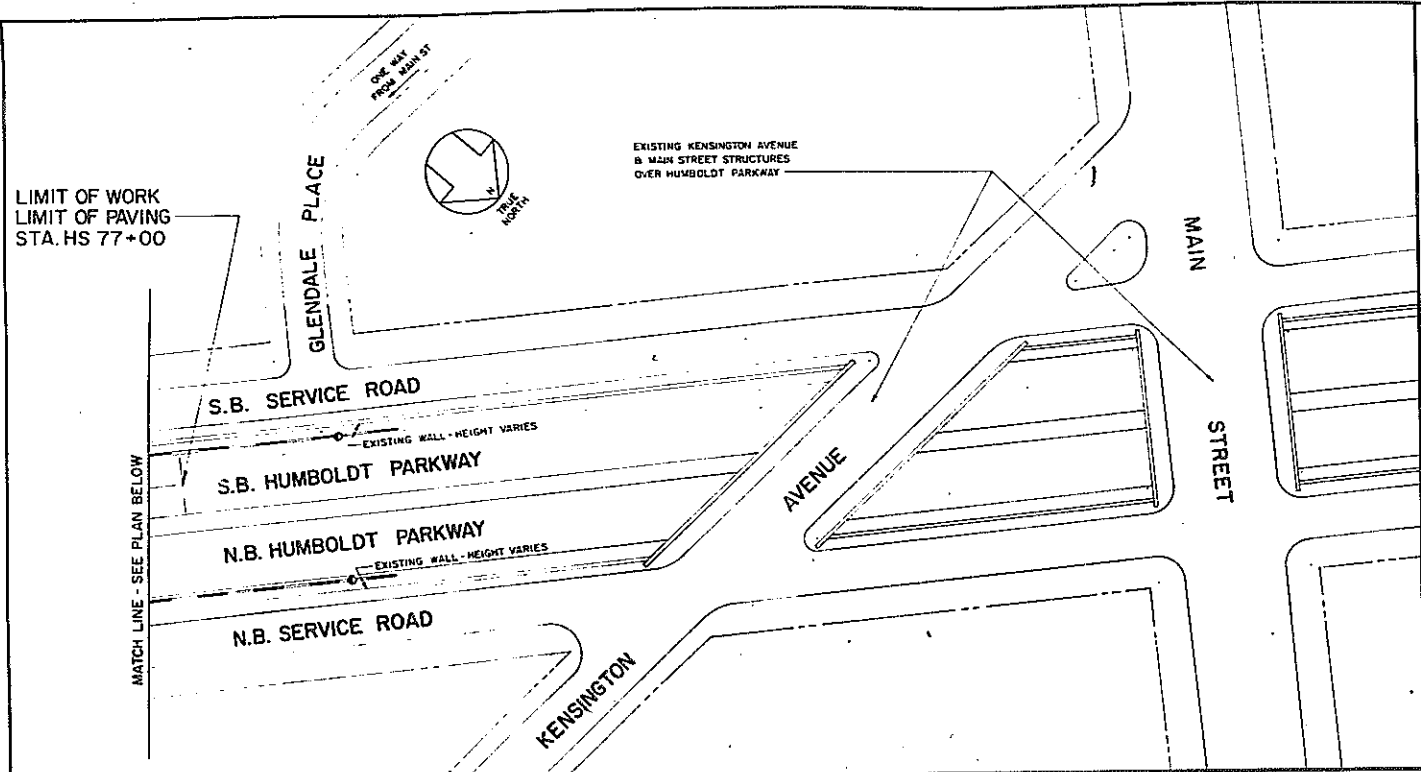 ONE WAY
FROM MAIN ST
GLENDALE PLACE
N
TRUE
NORTH
EXISTING KENSINGTON AVENUE
& MAIN STREET STRUCTURES
OVER HUMBOLDT PARKWAY
LIMIT OF WORK
LIMIT OF PAVING
STA. HS 77+00
MAIN
STREET
S.B. SERVICE ROAD
EXISTING WALL - HEIGHT VARIES
S.B. HUMBOLDT PARKWAY
AVENUE
N.B. HUMBOLDT PARKWAY
EXISTING WALL - HEIGHT VARIES
N.B. SERVICE ROAD
KENSINGTON
MATCH LINE - SEE PLAN BELOW